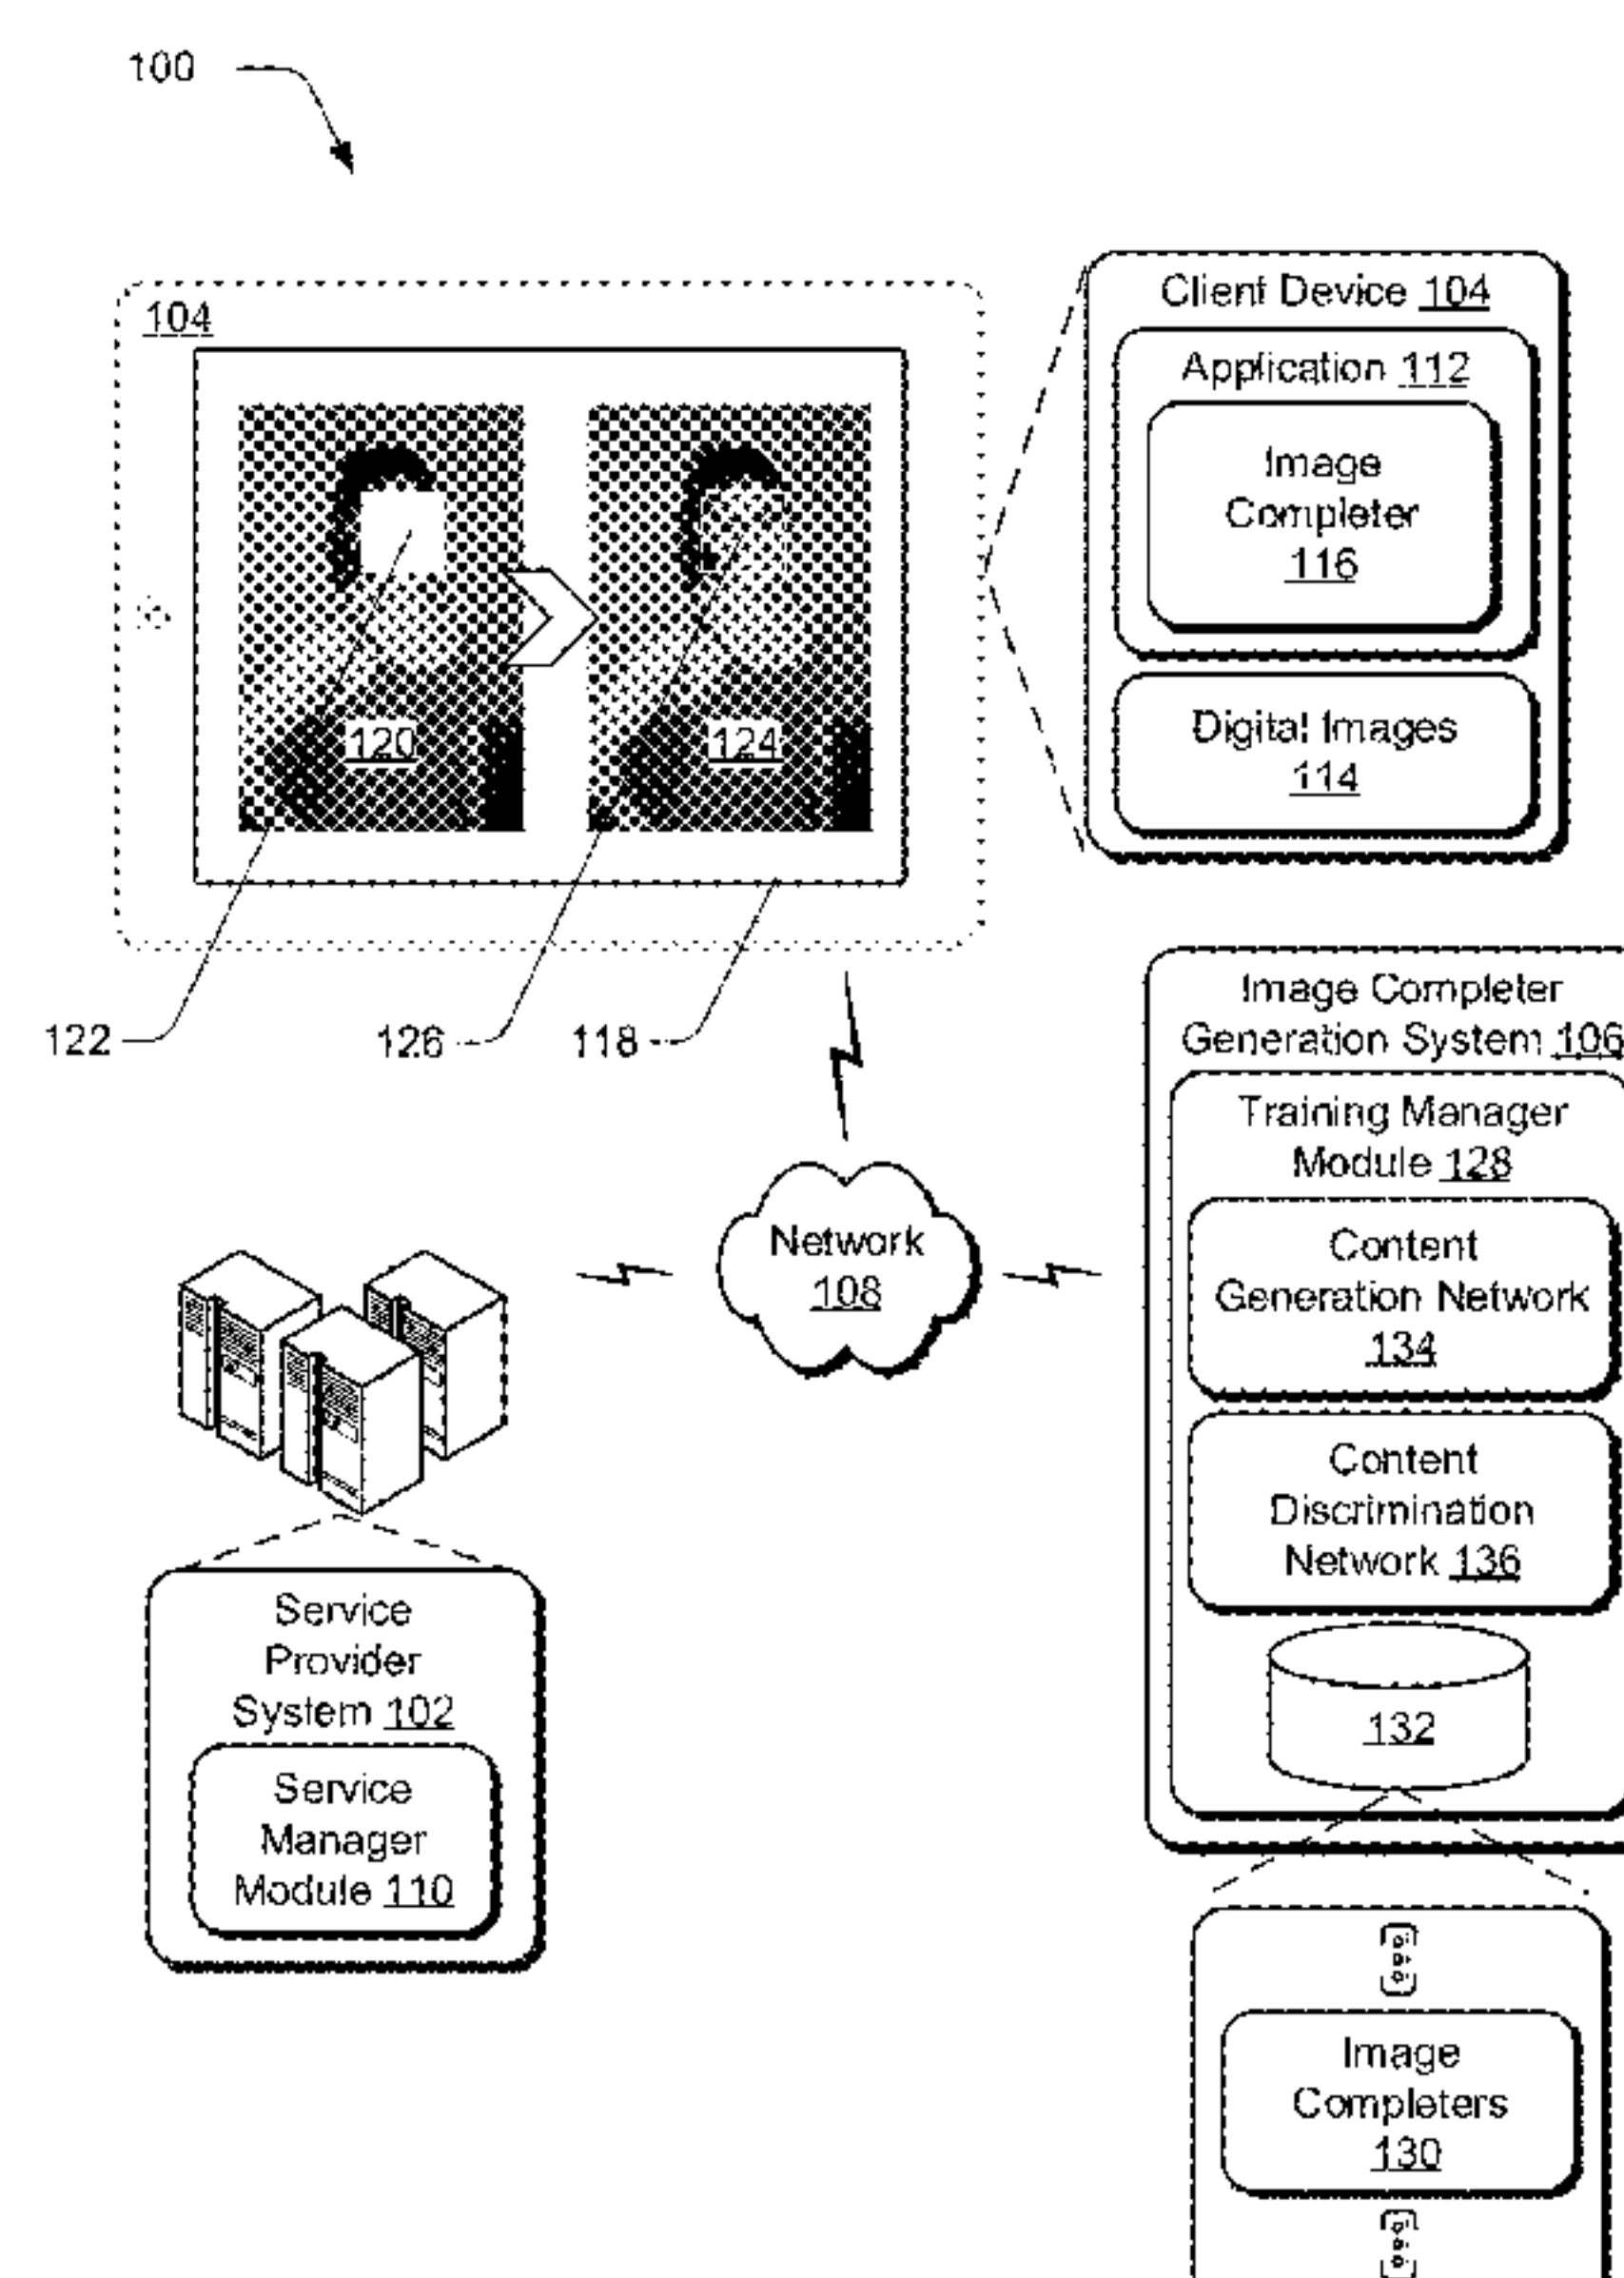 100
104
120
124
122
126
118
Client Device 104
Application 112
Image
Completer
116
Digital Images
114
Network
108
Image Completer
Generation System 106
Training Manager
Module 128
Content
Generation Network
134
Content
Discrimination
Network 136
132
Image
Completers
130
Service
Provider
System 102
Service
Manager
Module 110